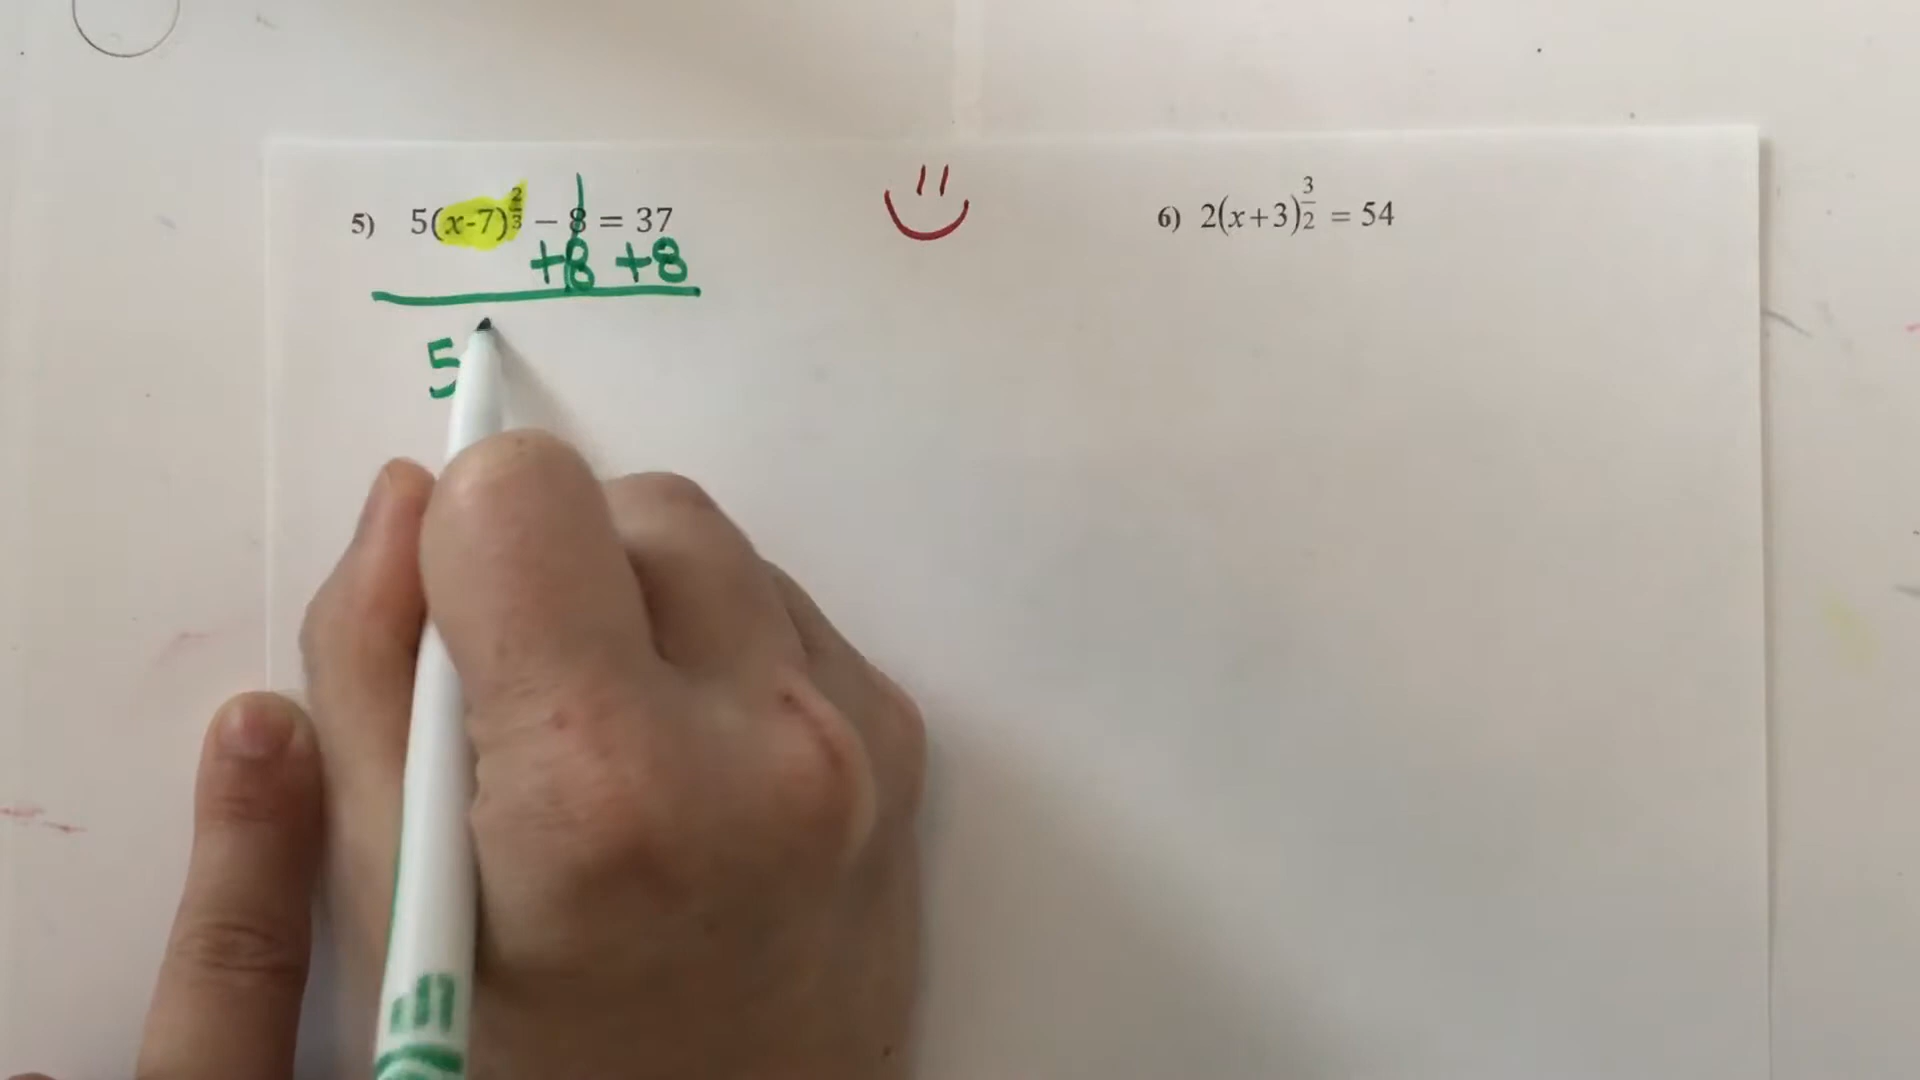 5) 5(x-7)^(2/3) − 8 = 37
+8 +8
5
6) 2(x+3)^(3/2) = 54